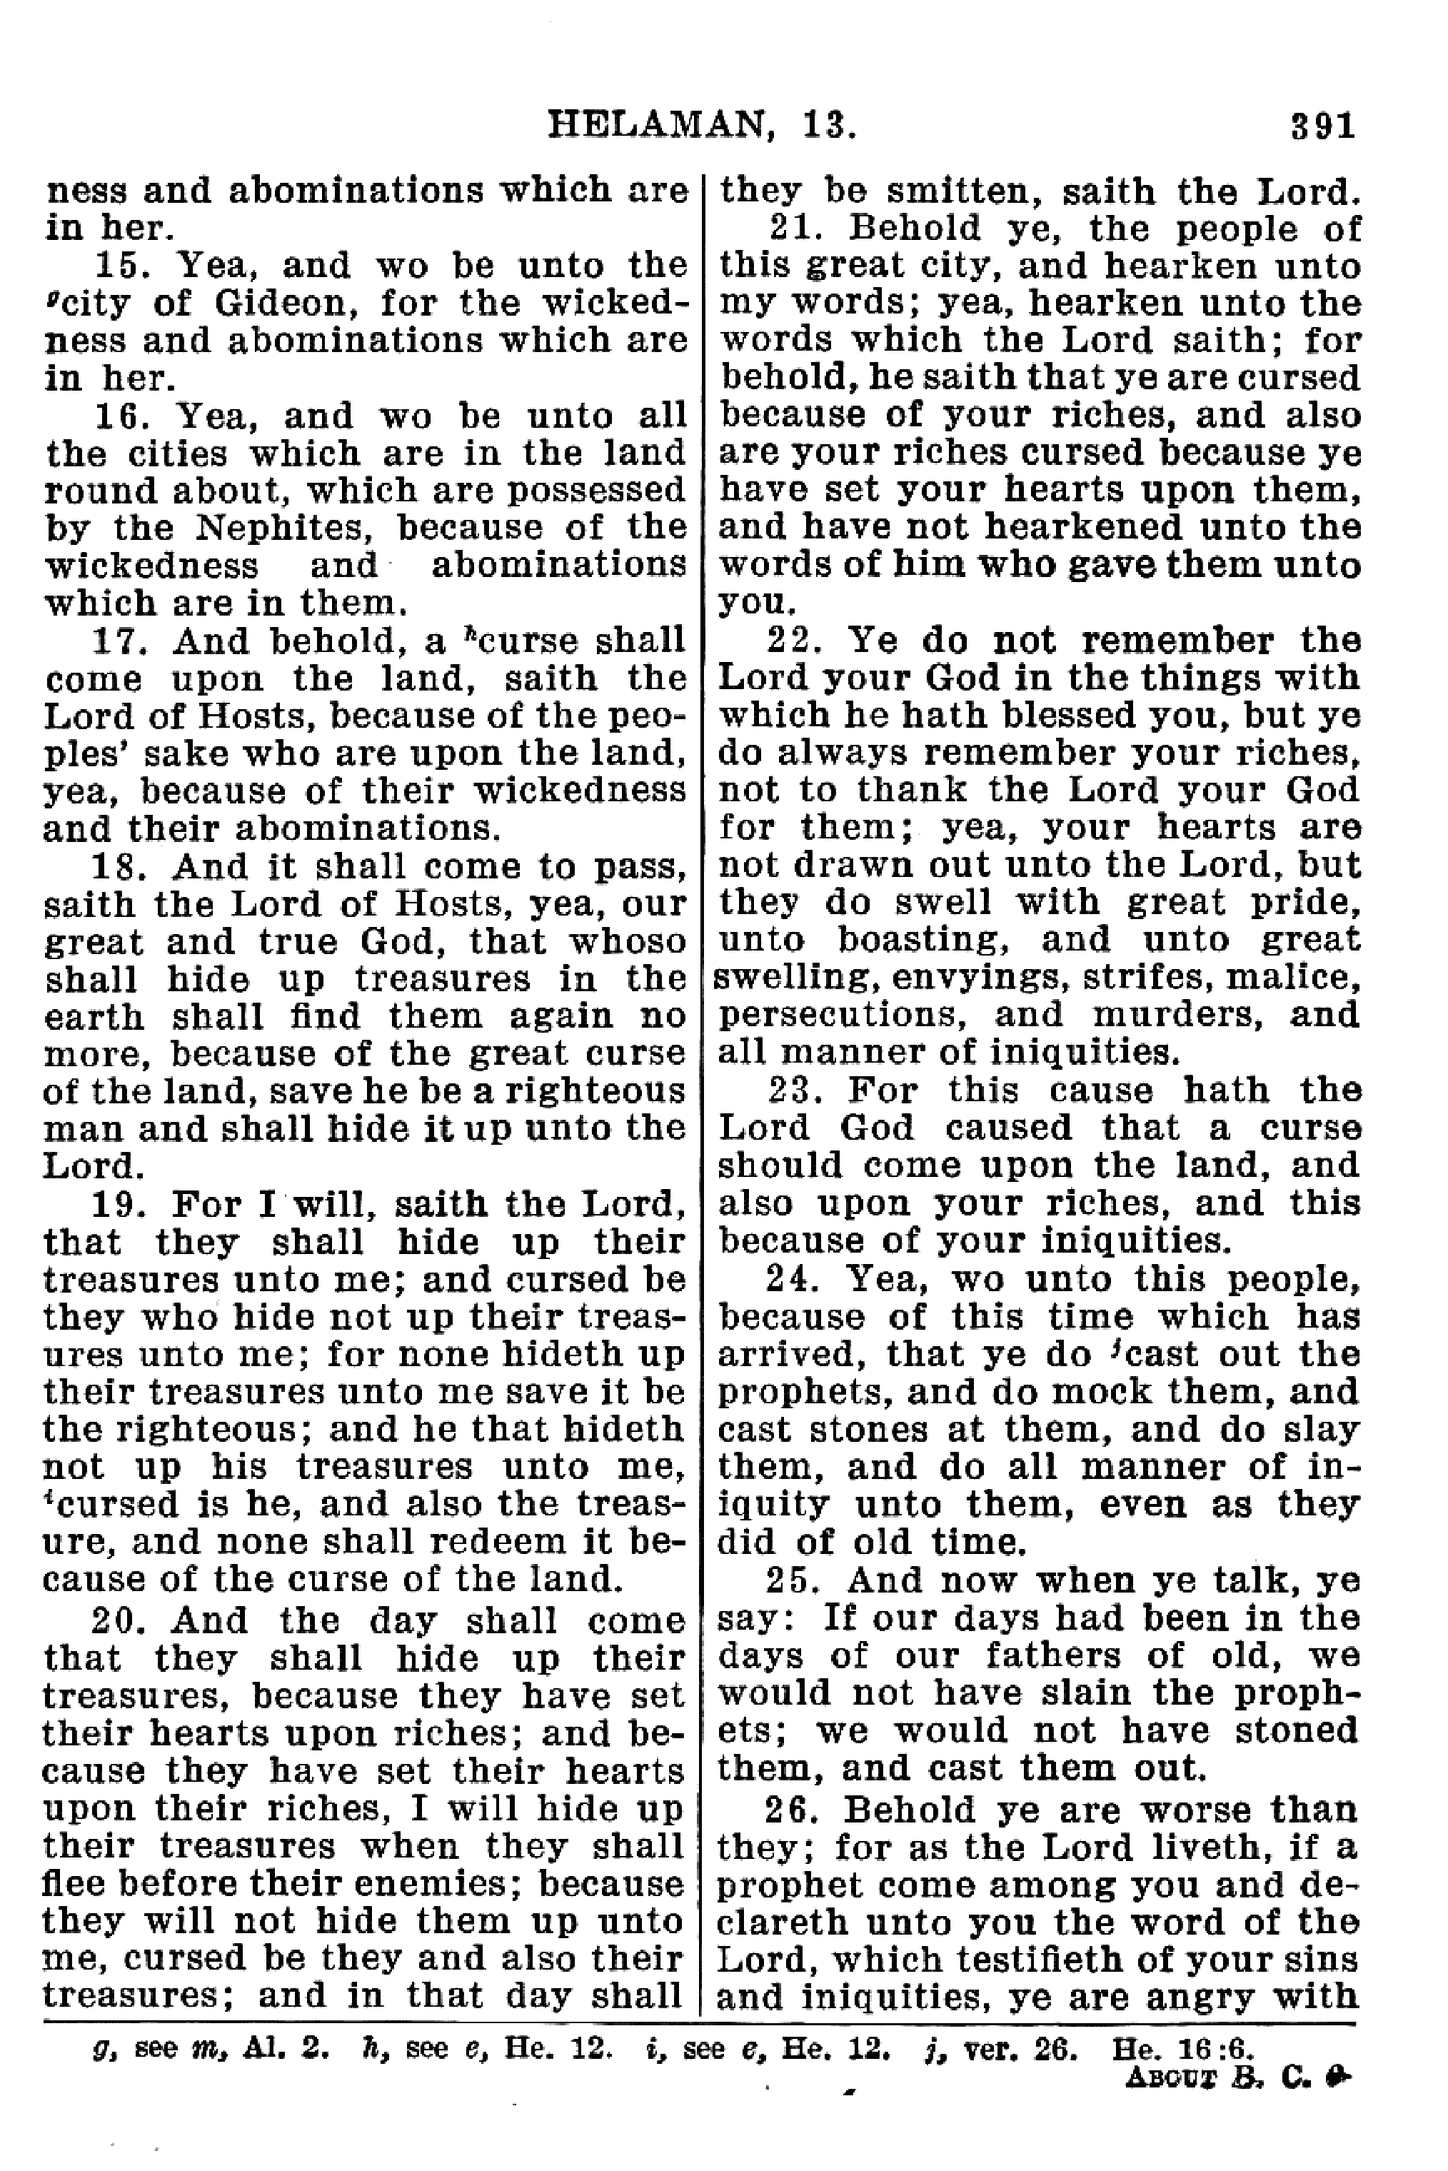 HELAMAN, 13.
391
ness and abominations which are
in her.
15. Yea, and wo be unto the
gcity of Gideon, for the wicked-
ness and abominations which are
in her.
16. Yea, and wo be unto all
the cities which are in the land
round about, which are possessed
by the Nephites, because of the
wickedness and abominations
which are in them.
17. And behold, a hcurse shall
come upon the land, saith the
Lord of Hosts, because of the peo-
ples' sake who are upon the land,
yea, because of their wickedness
and their abominations.
18. And it shall come to pass,
saith the Lord of Hosts, yea, our
great and true God, that whoso
shall hide up treasures in the
earth shall find them again no
more, because of the great curse
of the land, save he be a righteous
man and shall hide it up unto the
Lord.
19. For I will, saith the Lord,
that they shall hide up their
treasures unto me; and cursed be
they who hide not up their treas-
ures unto me; for none hideth up
their treasures unto me save it be
the righteous; and he that hideth
not up his treasures unto me,
icursed is he, and also the treas-
ure, and none shall redeem it be-
cause of the curse of the land.
20. And the day shall come
that they shall hide up their
treasures, because they have set
their hearts upon riches; and be-
cause they have set their hearts
upon their riches, I will hide up
their treasures when they shall
flee before their enemies; because
they will not hide them up unto
me, cursed be they and also their
treasures; and in that day shall
they be smitten, saith the Lord.
21. Behold ye, the people of
this great city, and hearken unto
my words; yea, hearken unto the
words which the Lord saith; for
behold, he saith that ye are cursed
because of your riches, and also
are your riches cursed because ye
have set your hearts upon them,
and have not hearkened unto the
words of him who gave them unto
you.
22. Ye do not remember the
Lord your God in the things with
which he hath blessed you, but ye
do always remember your riches,
not to thank the Lord your God
for them; yea, your hearts are
not drawn out unto the Lord, but
they do swell with great pride,
unto boasting, and unto great
swelling, envyings, strifes, malice,
persecutions, and murders, and
all manner of iniquities.
23. For this cause hath the
Lord God caused that a curse
should come upon the land, and
also upon your riches, and this
because of your iniquities.
24. Yea, wo unto this people,
because of this time which has
arrived, that ye do jcast out the
prophets, and do mock them, and
cast stones at them, and do slay
them, and do all manner of in-
iquity unto them, even as they
did of old time.
25. And now when ye talk, ye
say: If our days had been in the
days of our fathers of old, we
would not have slain the proph-
ets; we would not have stoned
them, and cast them out.
26. Behold ye are worse than
they; for as the Lord liveth, if a
prophet come among you and de-
clareth unto you the word of the
Lord, which testifieth of your sins
and iniquities, ye are angry with
g, see m, Al. 2. h, see e, He. 12. i, see e, He. 12. j, ver. 26. He. 16:6.
ABOUT B. C.